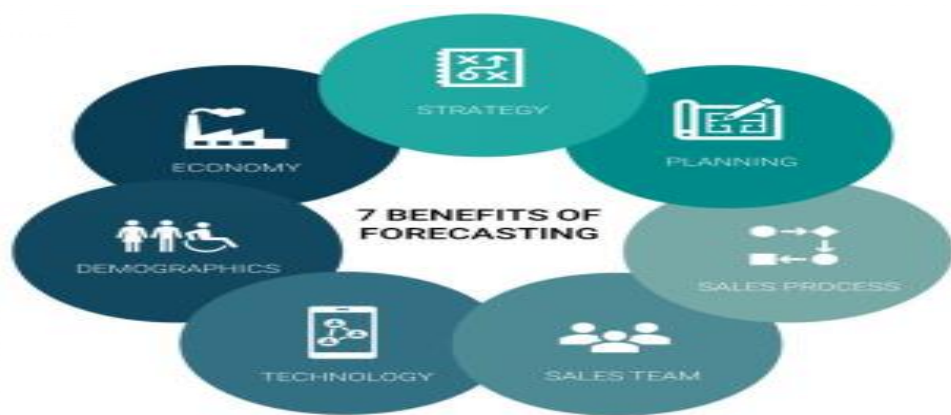 STRATEGY
PLANNING
SALES PROCESS
SALES TEAM
TECHNOLOGY
DEMOGRAPHICS
ECONOMY
7 BENEFITS OF
FORECASTING